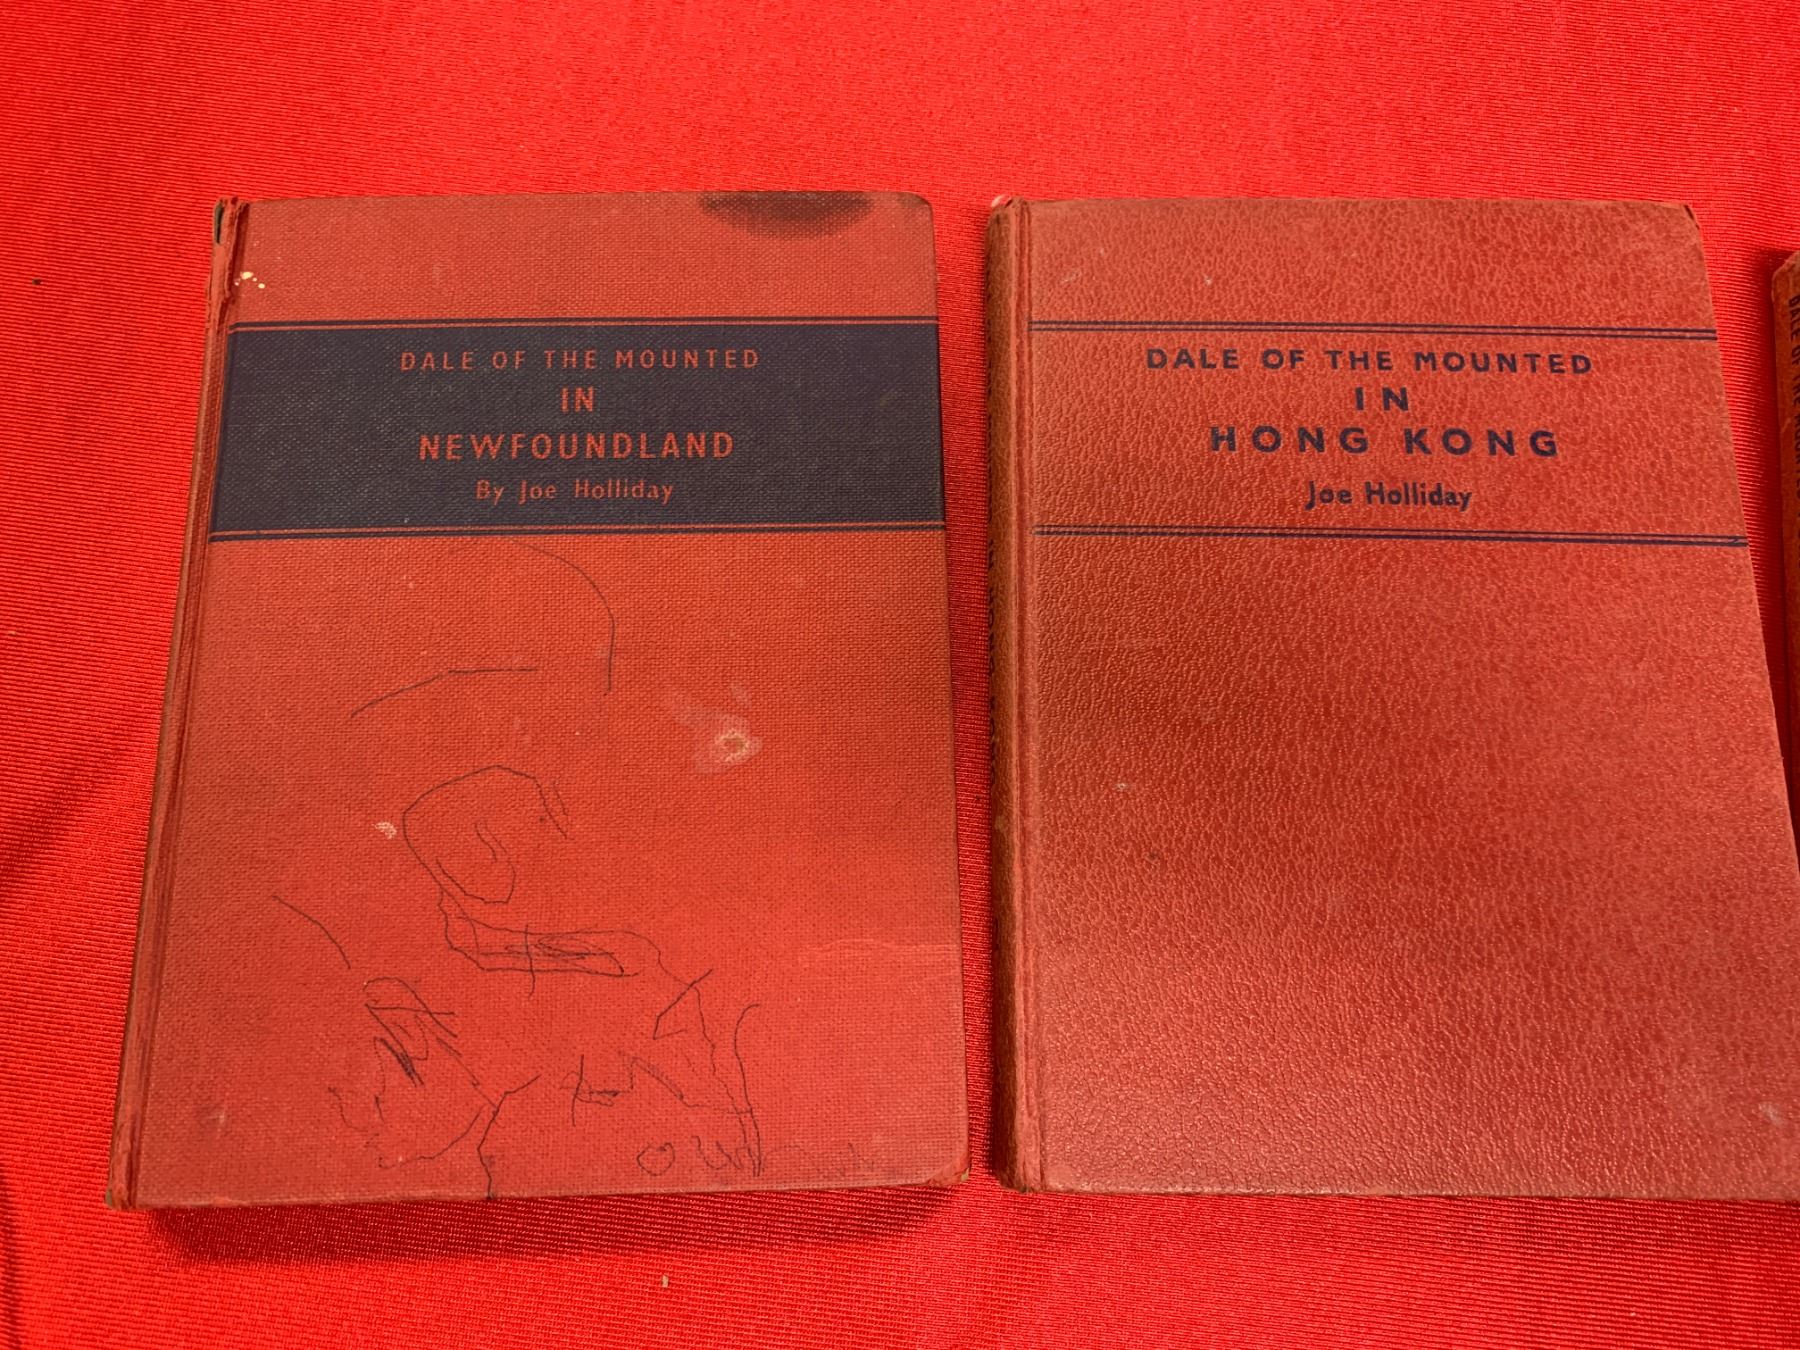 DALE OF THE MOUNTED
IN
NEWFOUNDLAND
By Joe Holliday
DALE OF THE MOUNTED
IN
HONG KONG
Joe Holliday